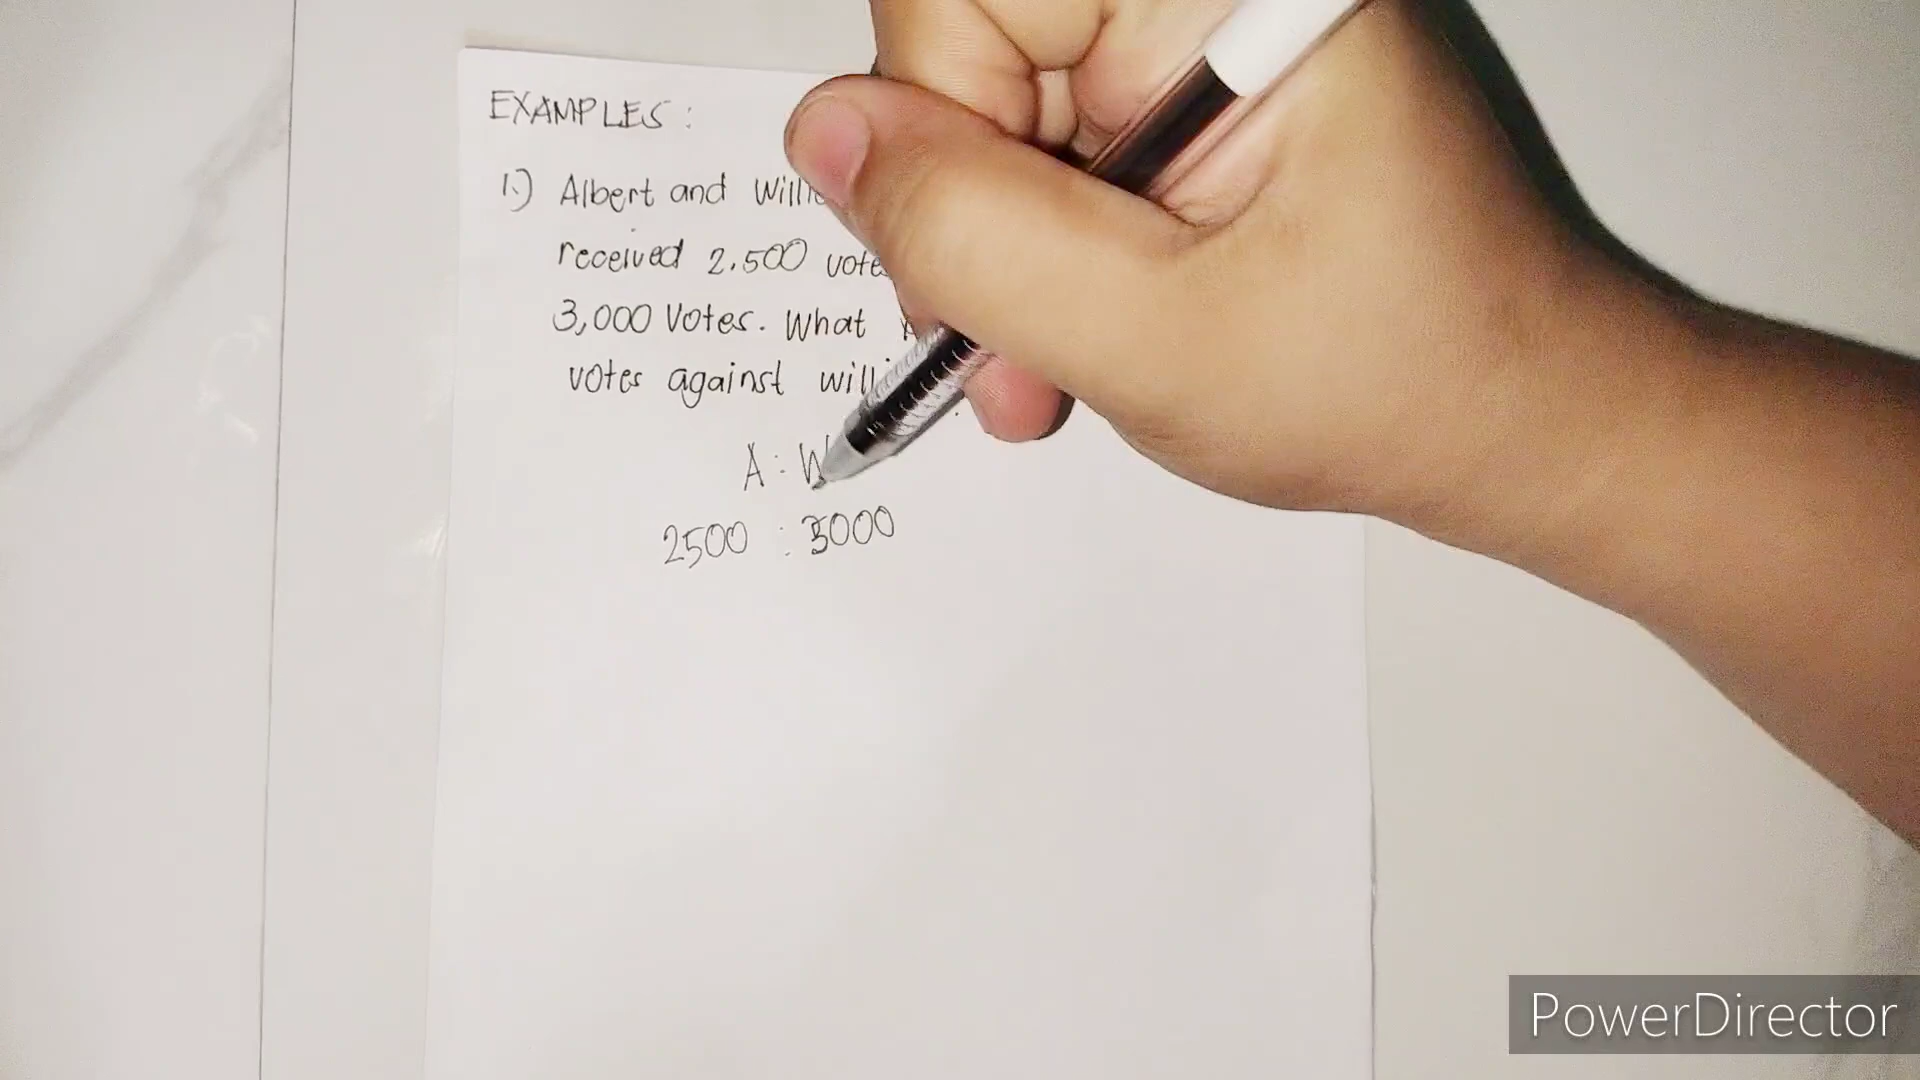 EXAMPLES:
1.) Albert and
received 2,500
3,000 Votes. What
votes against
A : W
2500 : 3000
PowerDirector